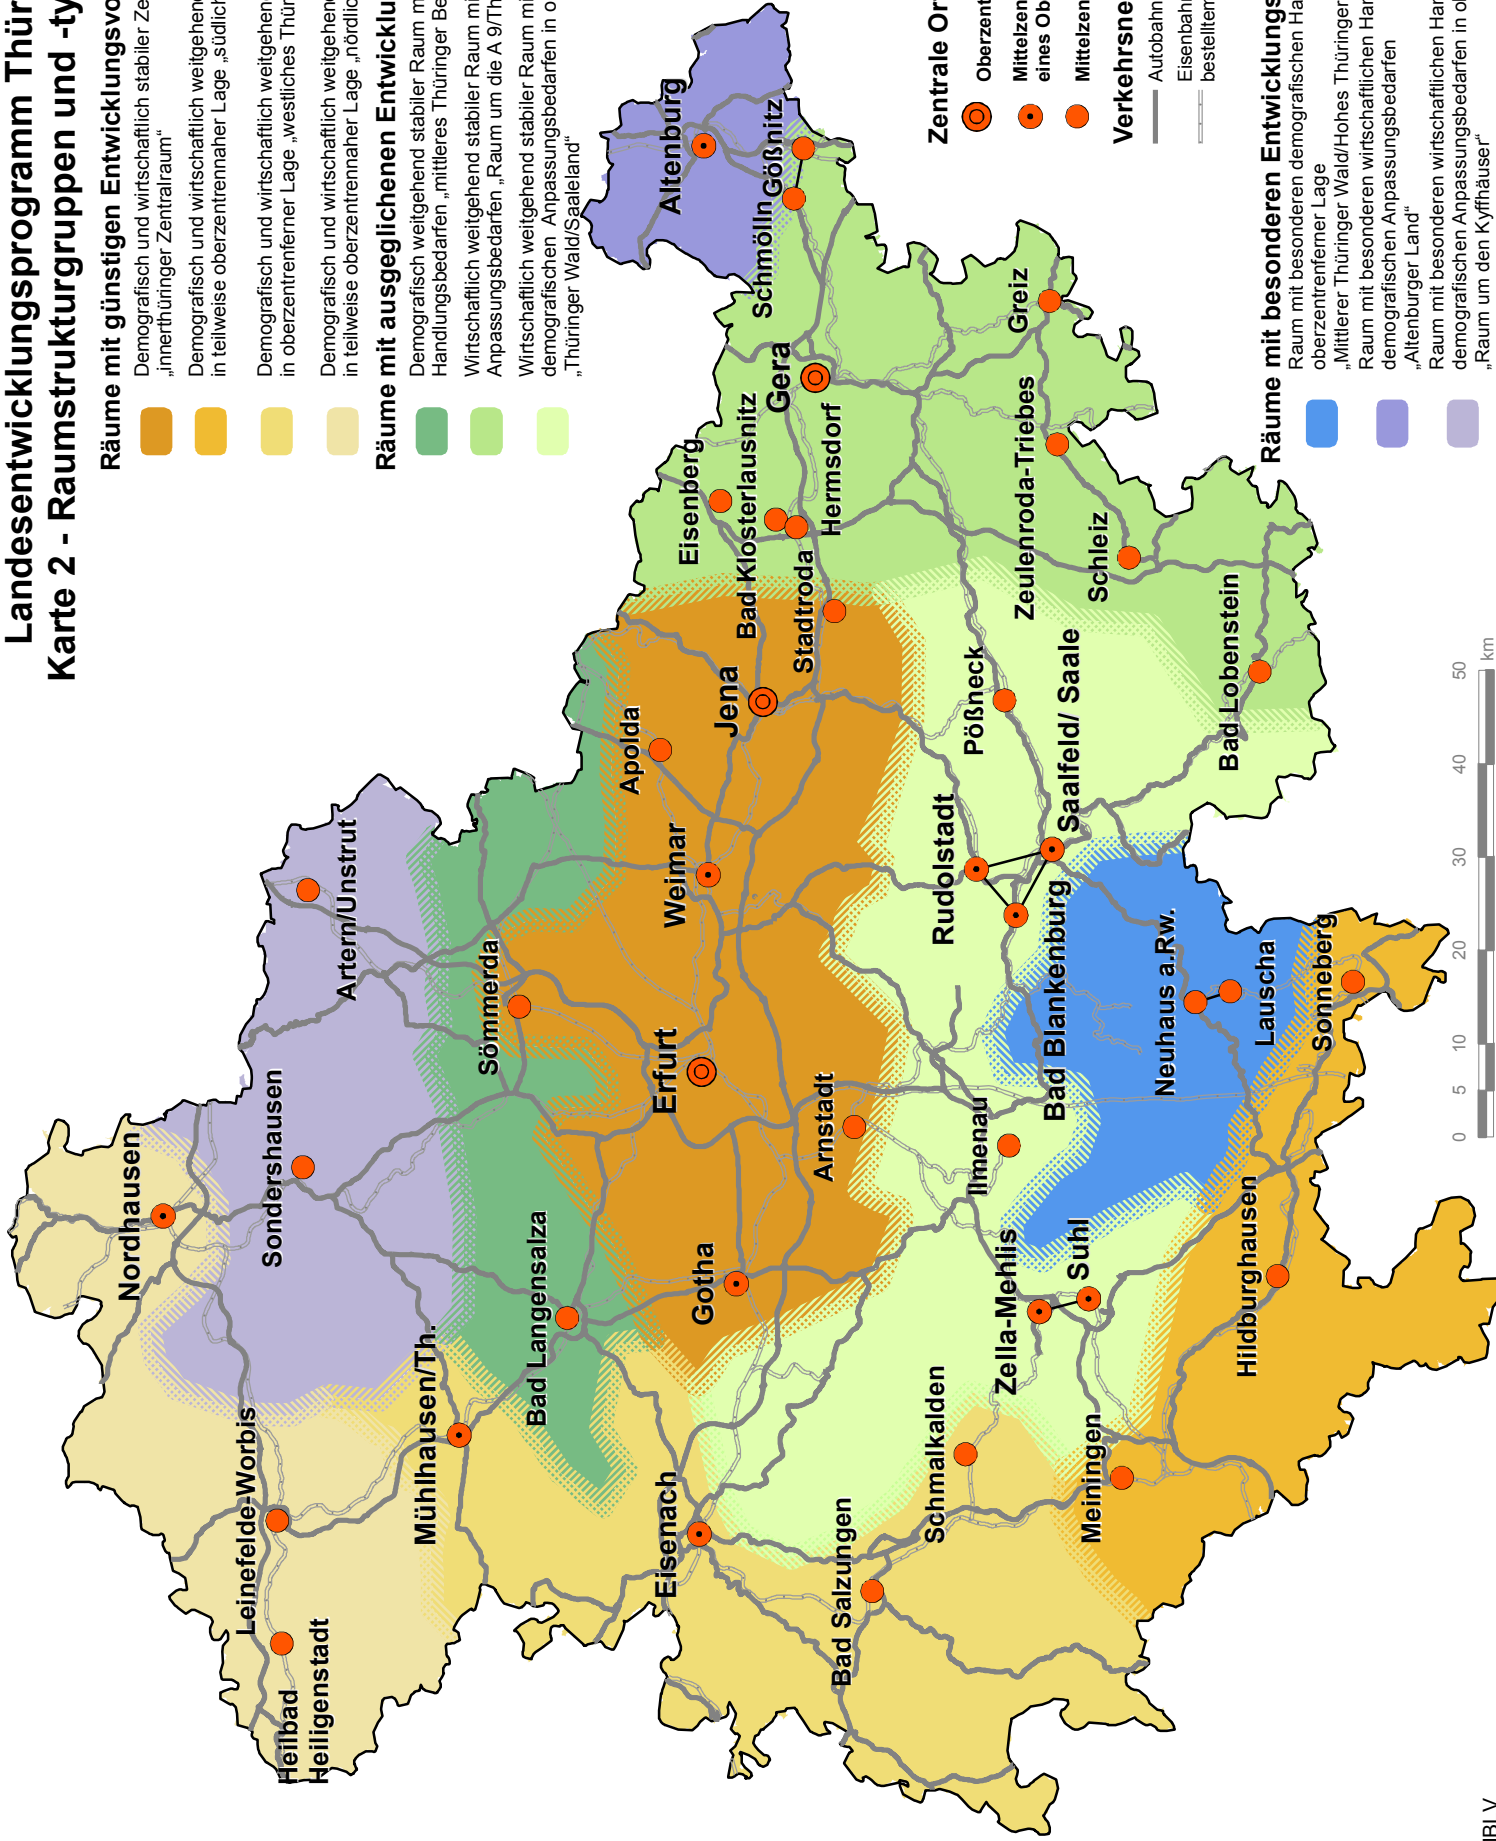 Landesentwicklungsprogramm Thür
Karte 2 - Raumstrukturgruppen und -ty
Räume mit günstigen Entwicklungsvo
Demografisch und wirtschaftlich stabiler Ze
„innerthüringer Zentralraum“
Demografisch und wirtschaftlich weitgehend
in teilweise oberzentrennaher Lage „südlich
Demografisch und wirtschaftlich weitgehen
in oberzentrenferner Lage „westliches Thür
Demografisch und wirtschaftlich weitgehen
in teilweise oberzentrennaher Lage „nördlic
Räume mit ausgeglichenen Entwicklu
Demografisch weitgehend stabiler Raum m
Handlungsbedarfen „mittleres Thüringer Be
Wirtschaftlich weitgehend stabiler Raum mi
Anpassungsbedarfen „Raum um die A 9/Th
Wirtschaftlich weitgehend stabiler Raum mi
demografischen Anpassungsbedarfen in o
„Thüringer Wald/Saaleland“
Zentrale Or
Oberzent
Mittelzen
eines Ob
Mittelzen
Verkehrsne
Autobahn
Eisenbahn
bestelltem
Räume mit besonderen Entwicklungs
Raum mit besonderen demografischen Ha
oberzentrenferner Lage
„Mittlerer Thüringer Wald/Hohes Thüringer
Raum mit besonderen wirtschaftlichen Har
demografischen Anpassungsbedarfen
„Altenburger Land“
Raum mit besonderen wirtschaftlichen Har
demografischen Anpassungsbedarfen in ol
„Raum um den Kyffhäuser“
Nordhausen
Leinefelde-Worbis
Heilbad
Heiligenstadt
Sondershausen
Artern/Unstrut
Mühlhausen/Th.
Sömmerda
Bad Langensalza
Apolda
Eisenach
Gotha
Erfurt
Weimar
Jena
Eisenberg
Bad Klosterlausnitz
Stadtroda
Hermsdorf
Gera
Altenburg
Schmölln
Gößnitz
Arnstadt
Bad Salzungen
Schmalkalden
Zella-Mehlis
Suhl
Ilmenau
Rudolstadt
Pößneck
Saalfeld/ Saale
Bad Blankenburg
Zeulenroda-Triebes
Greiz
Schleiz
Bad Lobenstein
Meiningen
Neuhaus a.Rw.
Lauscha
Hildburghausen
Sonneberg
0 5 10 20 30 40 50
km